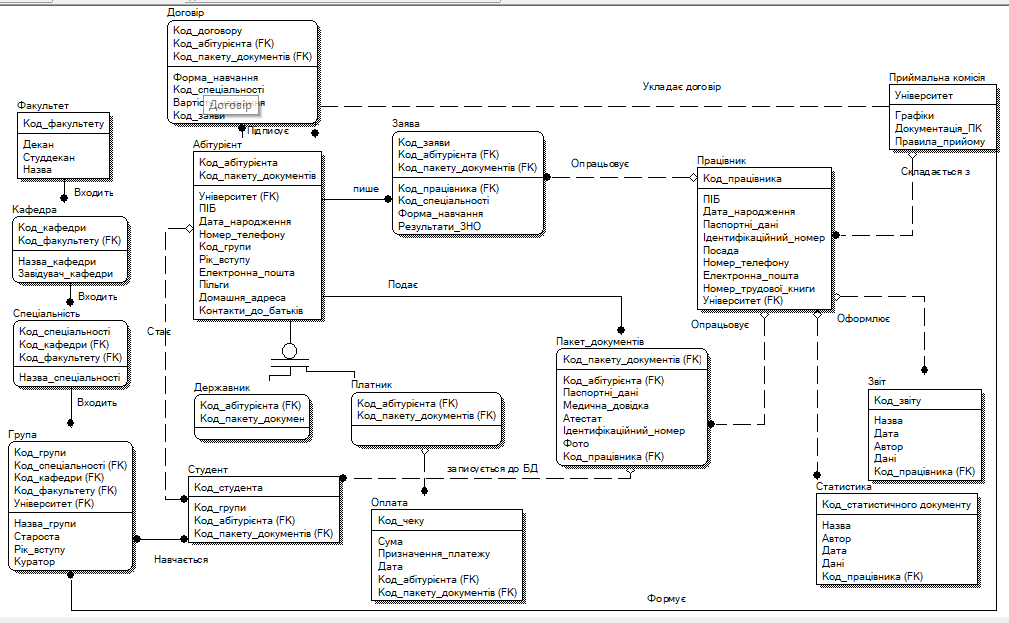 Договір
Код_договору
Код_абітурієнта (FK)
Код_пакету_документів (FK)
Форма_навчання
Код_спеціальності
Договір
Код_заяви
Підписує
Укладає договір
Приймальна комісія
Університет
Графіки
Документація_ПК
Правила_прийому
Складається з
Факультет
Код_факультету
Декан
Студдекан
Назва
Входить
Кафедра
Код_кафедри
Код_факультету (FK)
Назва_кафедри
Завідувач_кафедри
Входить
Спеціальність
Код_спеціальності
Код_кафедри (FK)
Код_факультету (FK)
Назва_спеціальності
Входить
Група
Код_групи
Код_спеціальності (FK)
Код_кафедри (FK)
Код_факультету (FK)
Університет (FK)
Назва_групи
Староста
Рік_вступу
Куратор
Абітурієнт
Код_абітурієнта
Код_пакету_документів
Університет (FK)
ПІБ
Дата_народження
Номер_телефону
Код_групи
Рік_вступу
Електронна_пошта
Пільги
Домашня_адреса
Контакти_до_батьків
пише
Заява
Код_заяви
Код_абітурієнта (FK)
Код_пакету_документів (FK)
Код_працівника (FK)
Код_спеціальності
Форма_навчання
Результати_ЗНО
Опрацьовує
Працівник
Код_працівника
ПІБ
Дата_народження
Паспортні_дані
Ідентифікаційний_номер
Посада
Номер_телефону
Електронна_пошта
Номер_трудової_книги
Університет (FK)
Подає
Стає
Опрацьовує
Оформлює
Пакет_документів
Код_пакету_документів (FK)
Код_абітурієнта (FK)
Паспортні_дані
Медична_довідка
Атестат
Ідентифікаційний_номер
Фото
Код_працівника (FK)
Державник
Код_абітурієнта (FK)
Код_пакету_докумен
Платник
Код_абітурієнта (FK)
Код_пакету_документів (FK)
Звіт
Код_звіту
Назва
Дата
Автор
Дані
Код_працівника (FK)
Студент
Код_студента
Код_групи
Код_абітурієнта (FK)
Код_пакету_документів (FK)
записується до БД
Навчається
Оплата
Код_чеку
Сума
Призначення_платежу
Дата
Код_абітурієнта (FK)
Код_пакету_документів (FK)
Статистика
Код_статистичного документу
Назва
Автор
Дата
Дані
Код_працівника (FK)
Формує